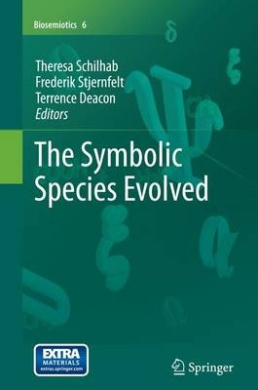 Biosemiotics 6
Theresa Schilhab
Frederik Stjernfelt
Terrence Deacon
Editors
The Symbolic
Species Evolved
EXTRA
MATERIALS
extras.springer.com
Springer